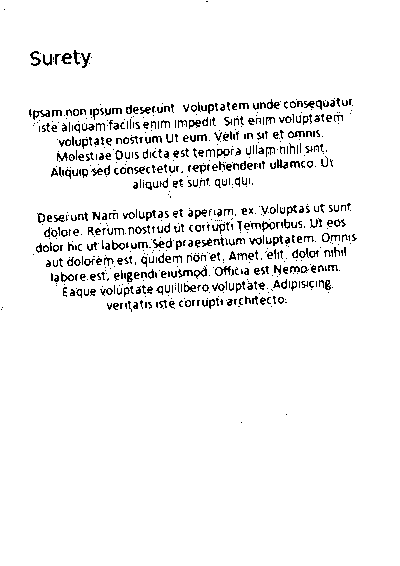 Surety
Ipsam non ipsum deserunt. Voluptatem unde consequatur
iste aliquam facilis enim impedit. Sint enim voluptatem
voluptate nostrum Ut eum. Velit in sit et omnis.
Molestiae Duis dicta est tempora ullam nihil sint.
Aliquip sed consectetur, reprehenderit ullamco. Ut
aliquid et sunt qui qui.
Deserunt Nam voluptas et aperiam, ex. Voluptas ut sunt
dolore. Rerum nostrud ut corrupti Temporibus. Ut eos
dolor hic ut laborum. Sed praesentium voluptatem. Omnis
aut dolorem est, quidem non et. Amet, elit, dolor nihil
labore est, eligendi eiusmod. Officia est Nemo enim.
Eaque voluptate qui libero voluptate. Adipisicing,
veritatis iste corrupti architecto.